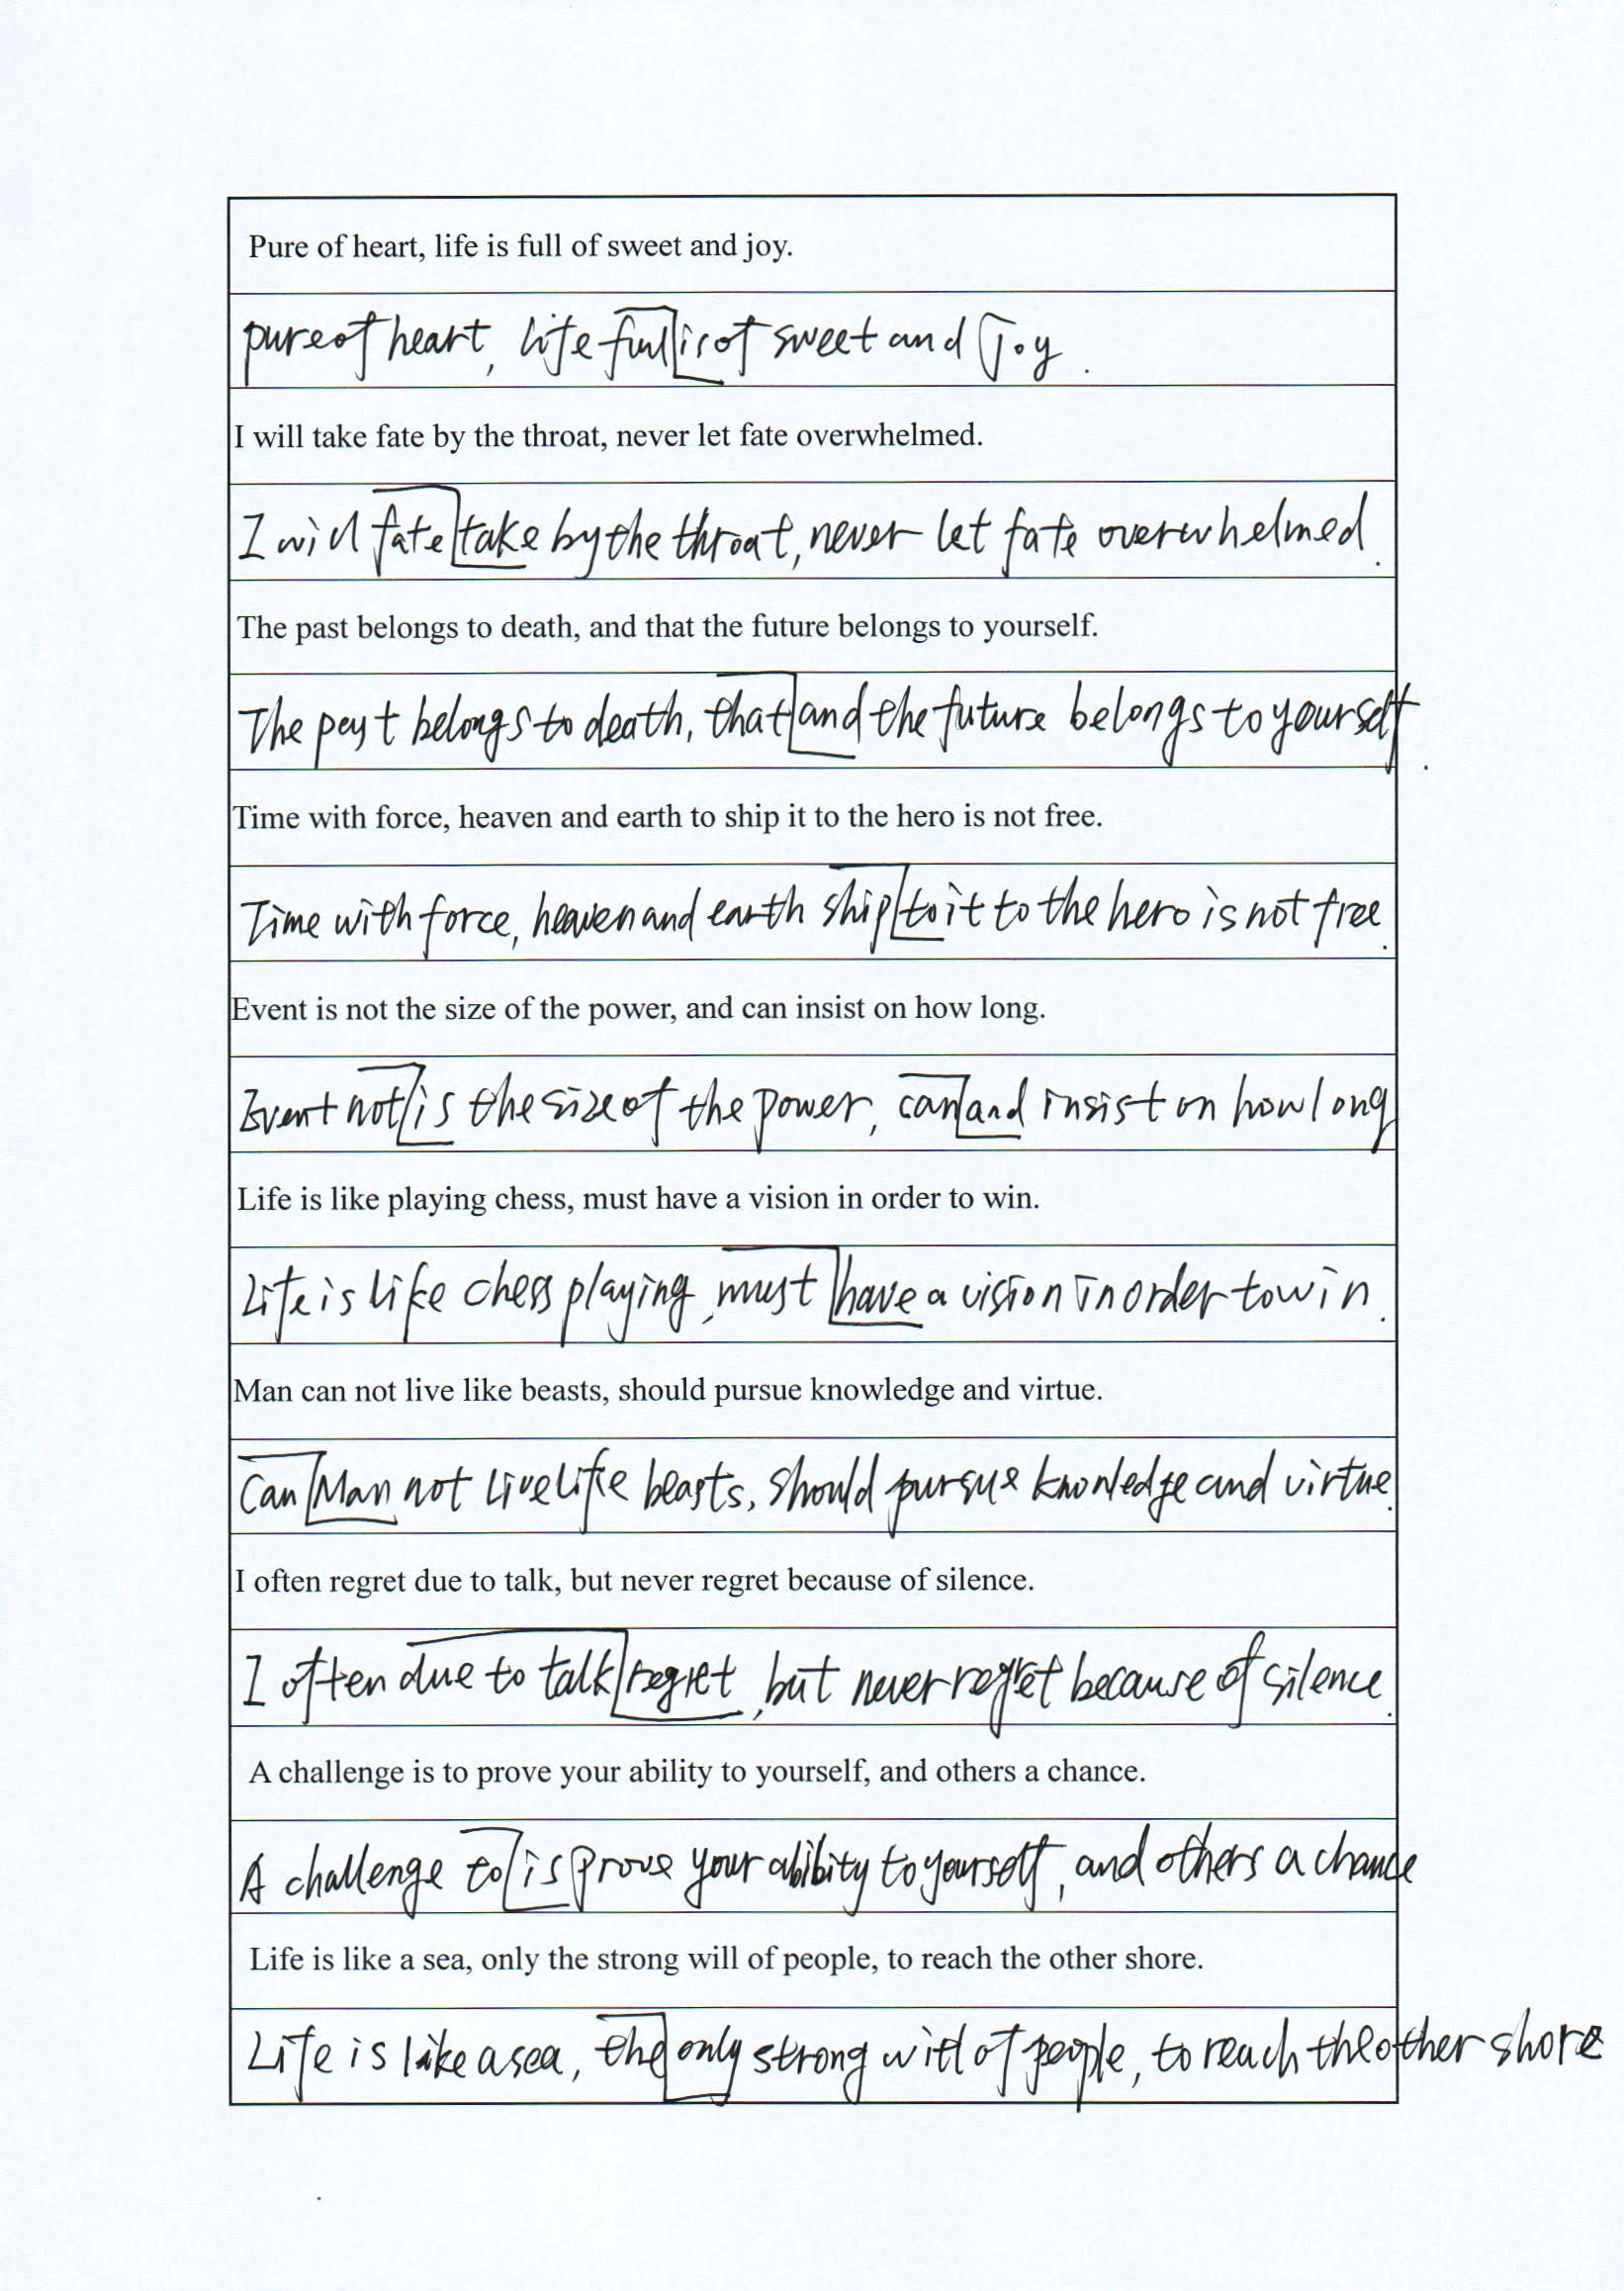 Pure of heart, life is full of sweet and joy.
pure of heart, life full is of sweet and Joy.
I will take fate by the throat, never let fate overwhelmed.
I will fate take by the throat, never let fate overwhelmed.
The past belongs to death, and that the future belongs to yourself.
The past belongs to death, that and the future belongs to yourself.
Time with force, heaven and earth to ship it to the hero is not free.
Time with force, heaven and earth ship to it to the hero is not free.
Event is not the size of the power, and can insist on how long.
Event not is the size of the power, can and insist on how long
Life is like playing chess, must have a vision in order to win.
Life is like chess playing, must have a vision in order to win.
Man can not live like beasts, should pursue knowledge and virtue.
Can Man not live like beasts, should pursue knowledge and virtue.
I often regret due to talk, but never regret because of silence.
I often due to talk regret, but never regret because of silence.
A challenge is to prove your ability to yourself, and others a chance.
A challenge to is prove your ability to yourself, and others a chance
Life is like a sea, only the strong will of people, to reach the other shore.
Life is like a sea, the only strong will of people, to reach the other shore